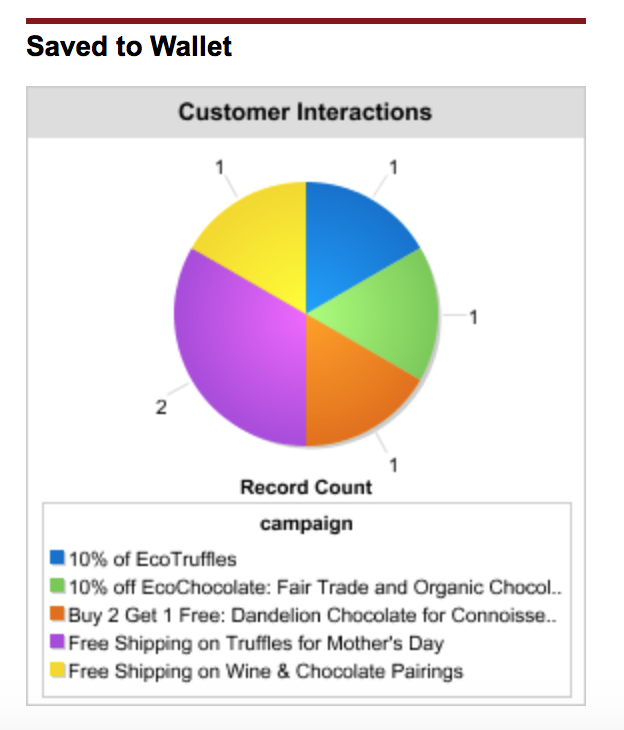 Saved to Wallet
Customer Interactions
1
1
1
2
1
Record Count
campaign
10% of EcoTruffles
10% off EcoChocolate: Fair Trade and Organic Chocol..
Buy 2 Get 1 Free: Dandelion Chocolate for Connoisse..
Free Shipping on Truffles for Mother's Day
Free Shipping on Wine & Chocolate Pairings